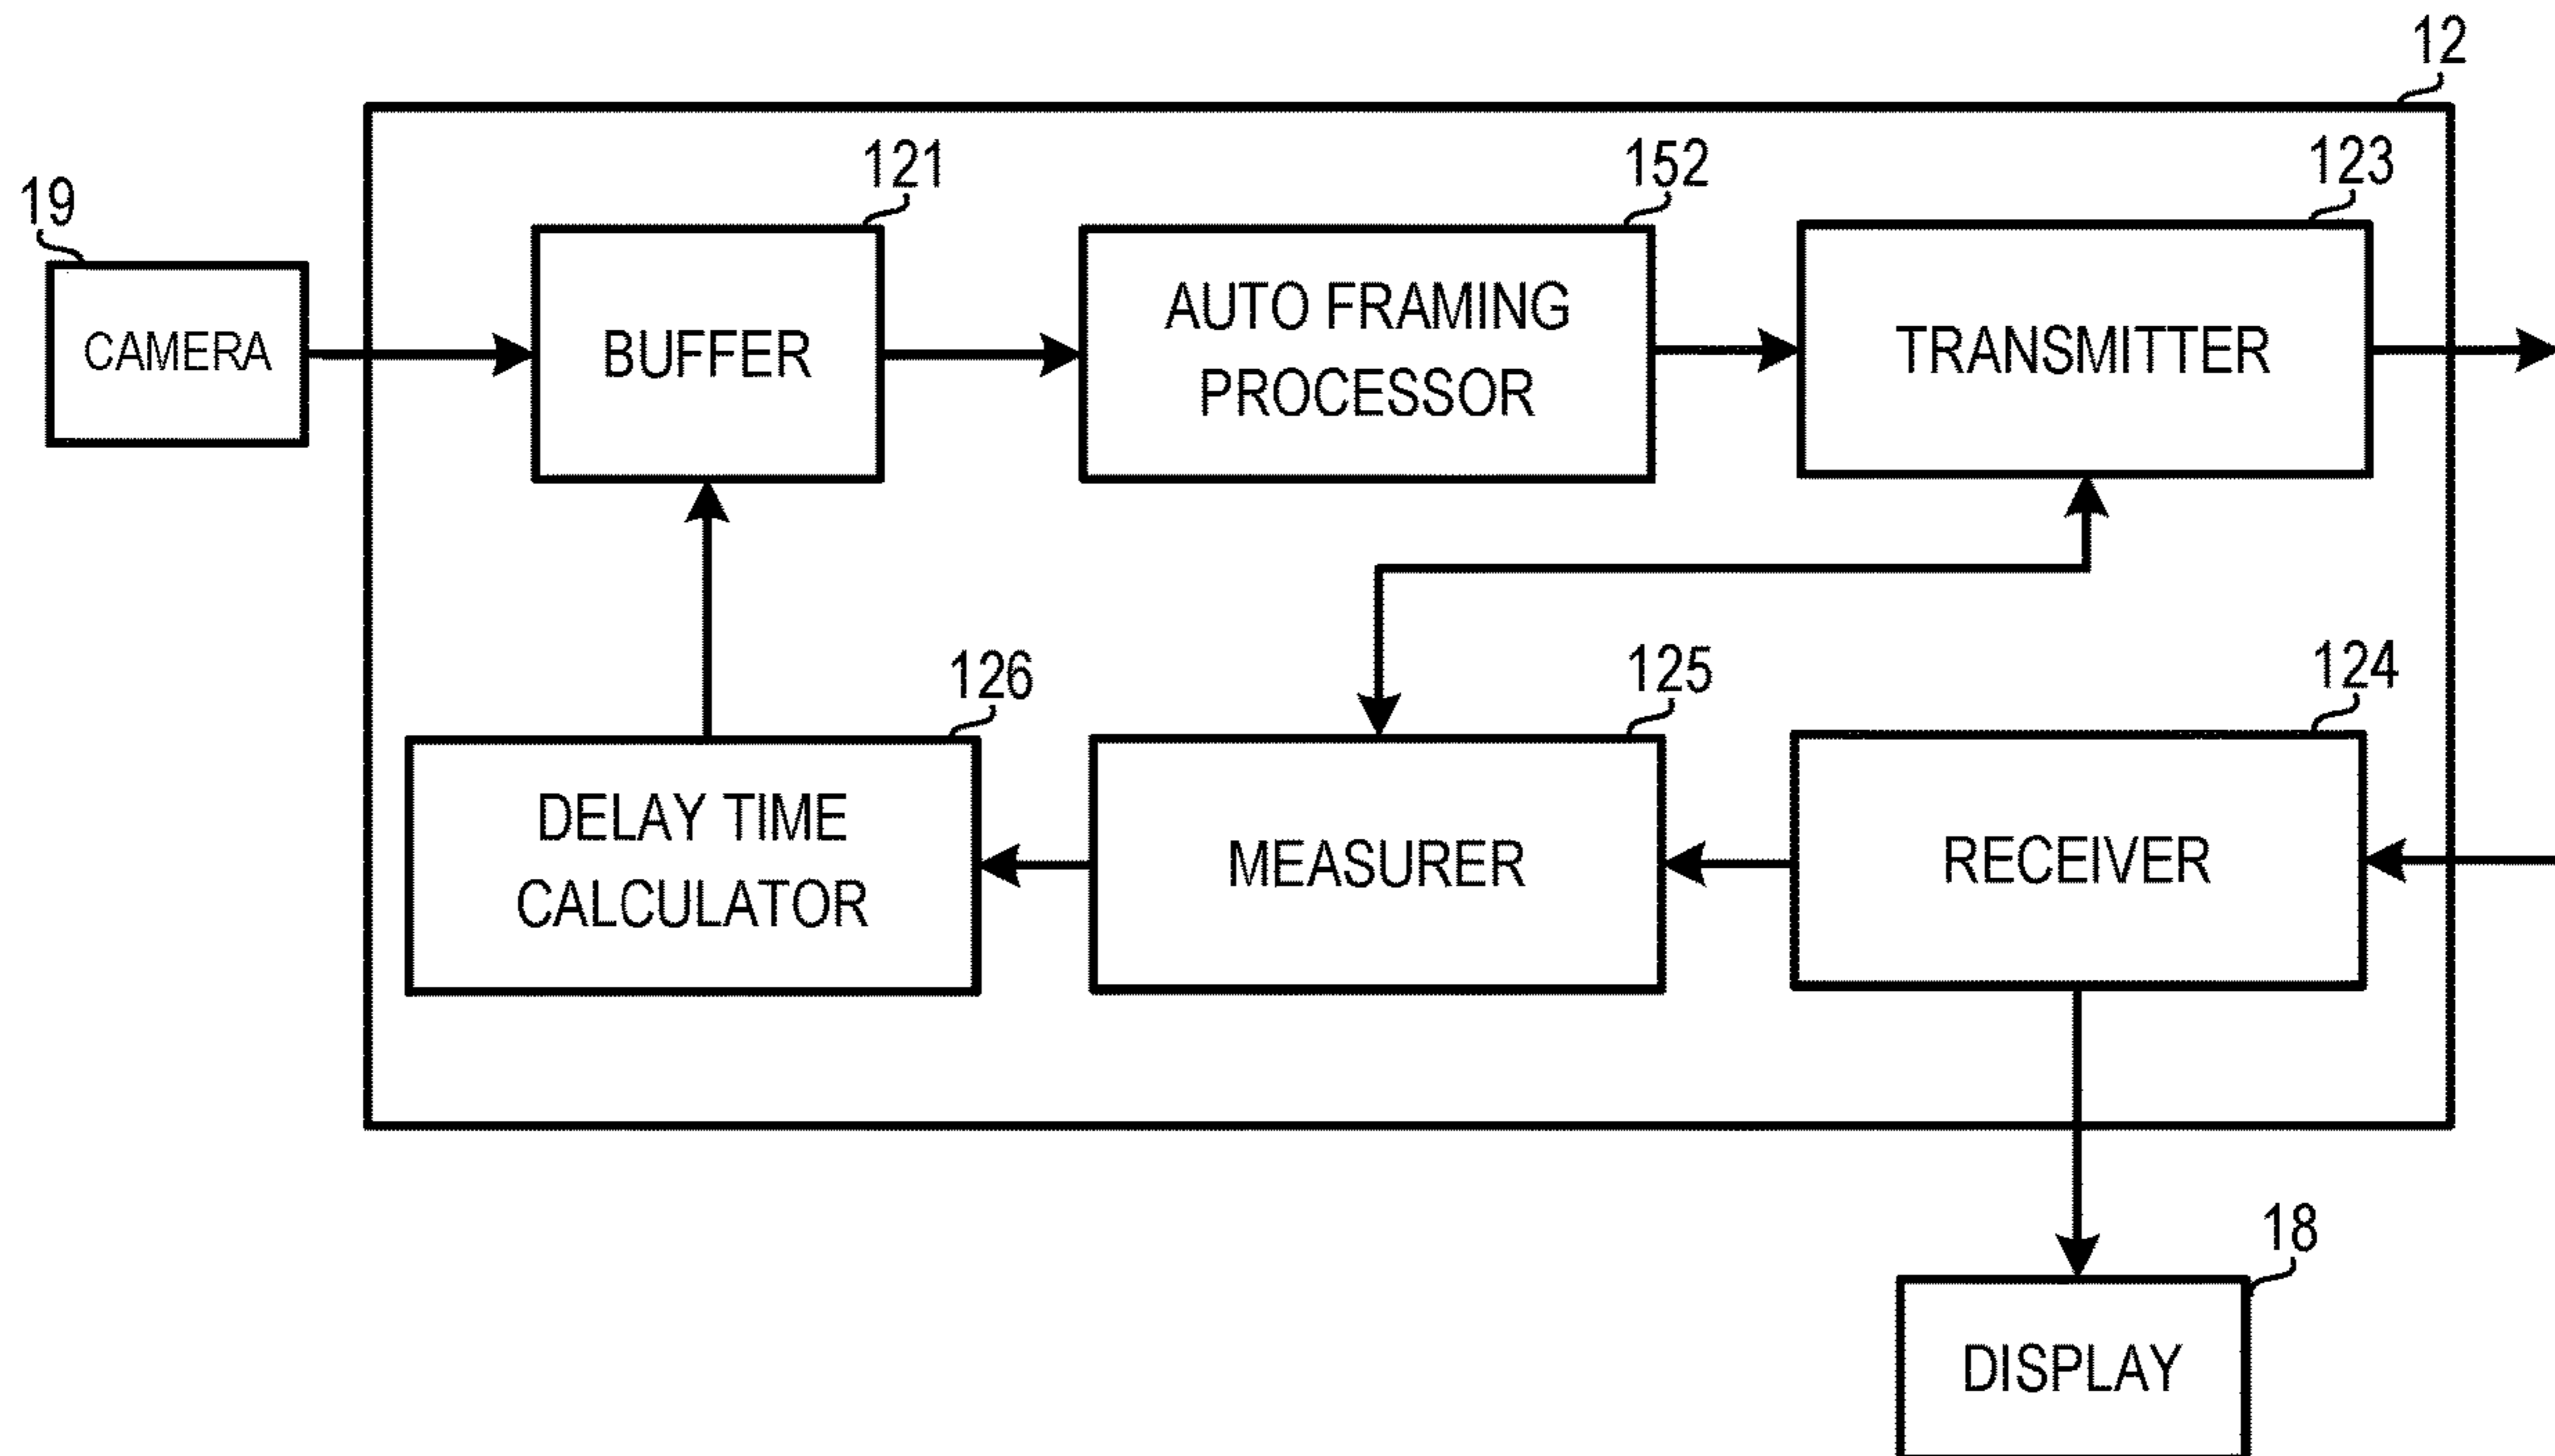 12
19
121
152
123
CAMERA
BUFFER
AUTO FRAMING
PROCESSOR
TRANSMITTER
126
125
124
DELAY TIME
CALCULATOR
MEASURER
RECEIVER
18
DISPLAY